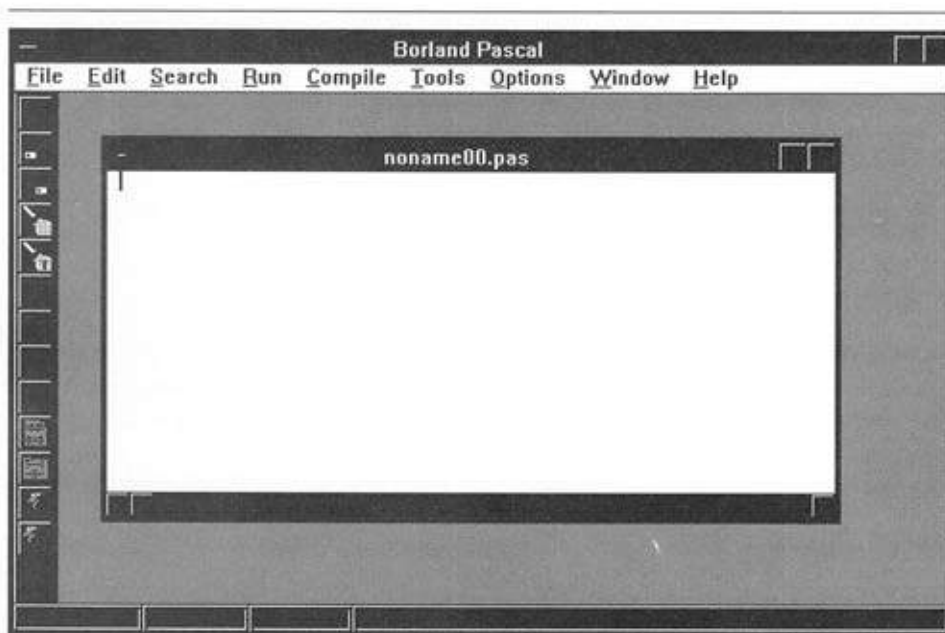 Borland Pascal
File Edit Search Run Compile Tools Options Window Help
noname00.pas